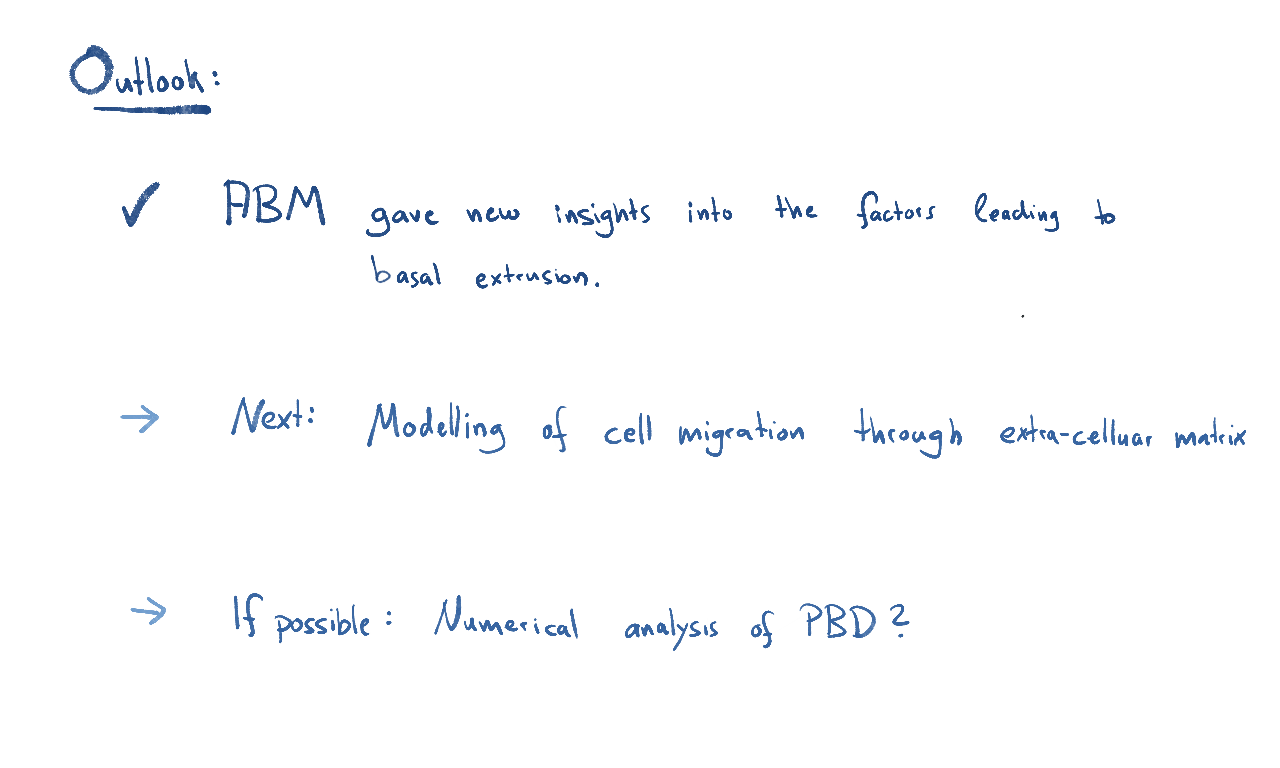 Outlook:
✓ ABM gave new insights into the factors leading to
basal extrusion.
→ Next: Modelling of cell migration through extra-celluar matrix
→ If possible: Numerical analysis of PBD?